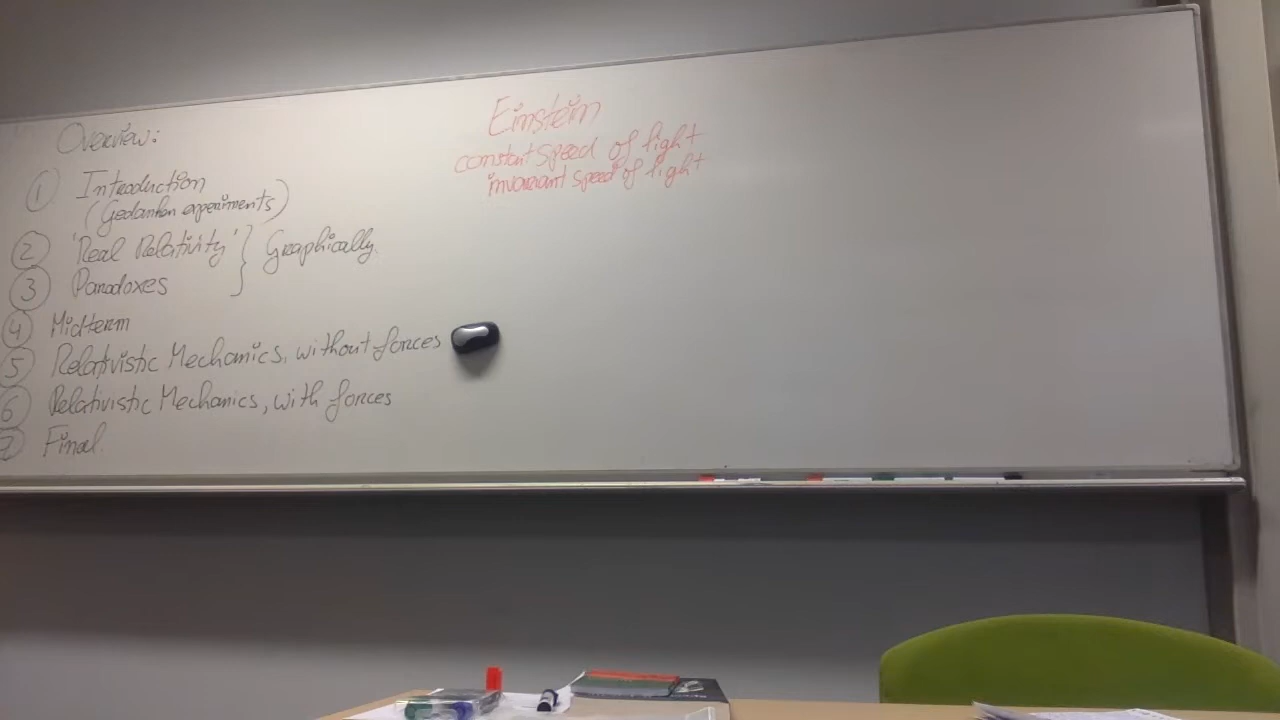 Overview:
① Introduction
(Gedanken experiments)
② 'Real Relativity' } Graphically
③ Paradoxes
④ Midterm
⑤ Relativistic Mechanics, without forces
⑥ Relativistic Mechanics, with forces
⑦ Final
Einstein
constant speed of light
invariant speed of light